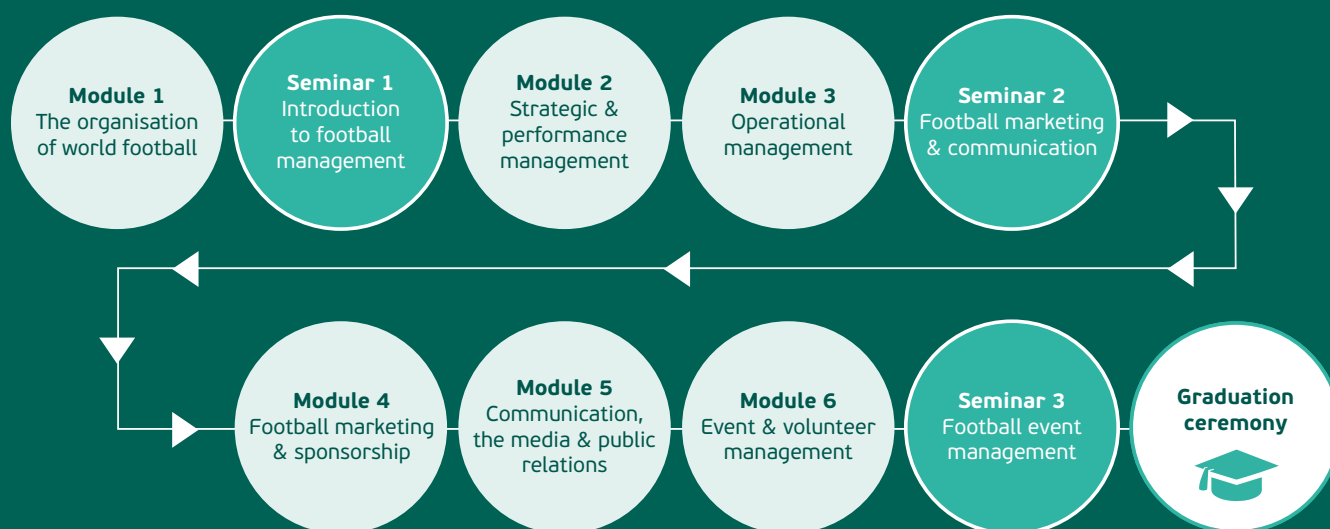 Module 1
The organisation
of world football
Seminar 1
Introduction
to football
management
Module 2
Strategic &
performance
management
Module 3
Operational
management
Seminar 2
Football marketing
& communication
Module 4
Football marketing
& sponsorship
Module 5
Communication,
the media & public
relations
Module 6
Event & volunteer
management
Seminar 3
Football event
management
Graduation
ceremony